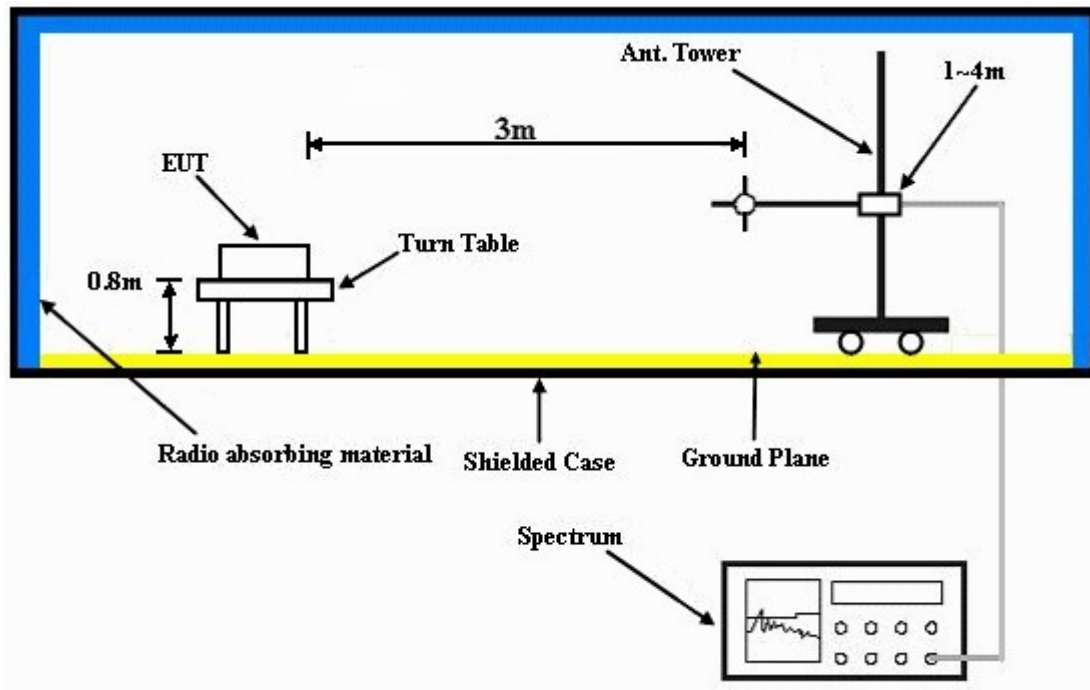 Ant. Tower
1~4m
3m
EUT
Turn Table
0.8m
Radio absorbing material
Shielded Case
Ground Plane
Spectrum